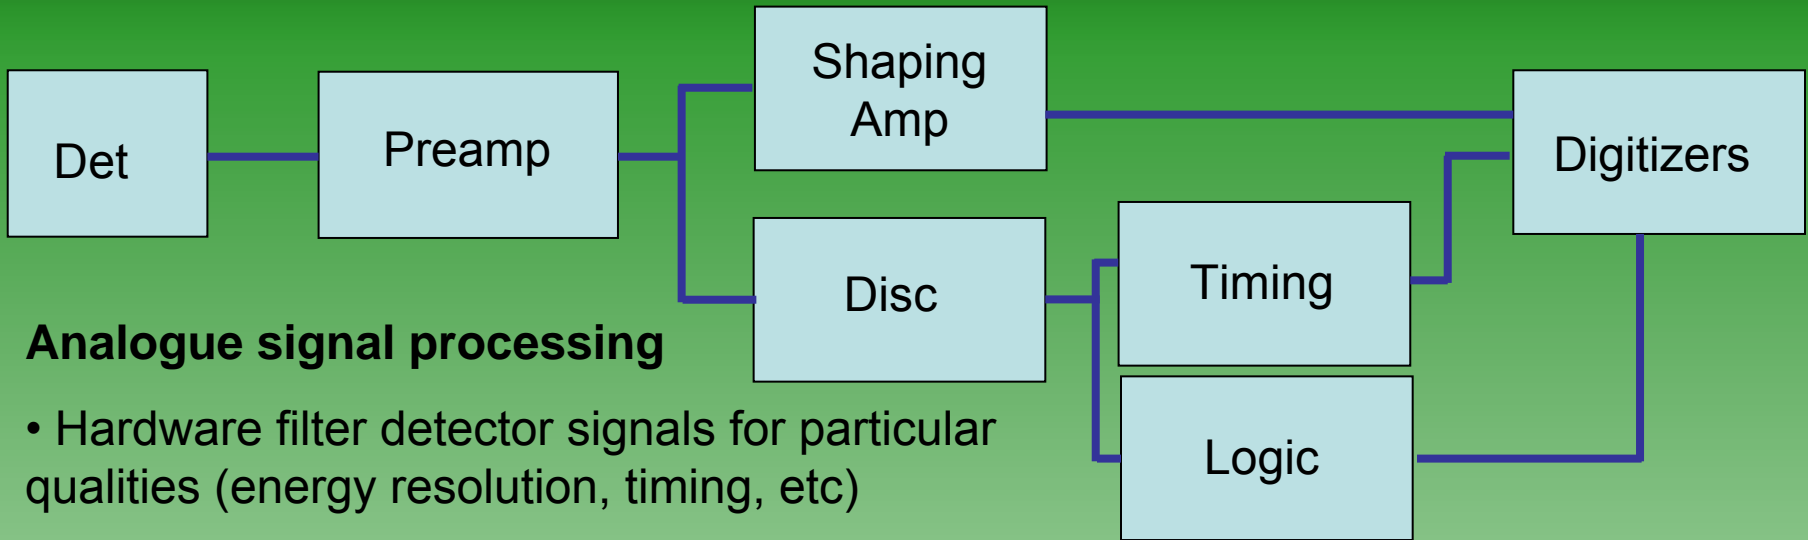 Det
Preamp
Shaping
Amp
Digitizers
Disc
Timing
Logic
Analogue signal processing
• Hardware filter detector signals for particular
qualities (energy resolution, timing, etc)